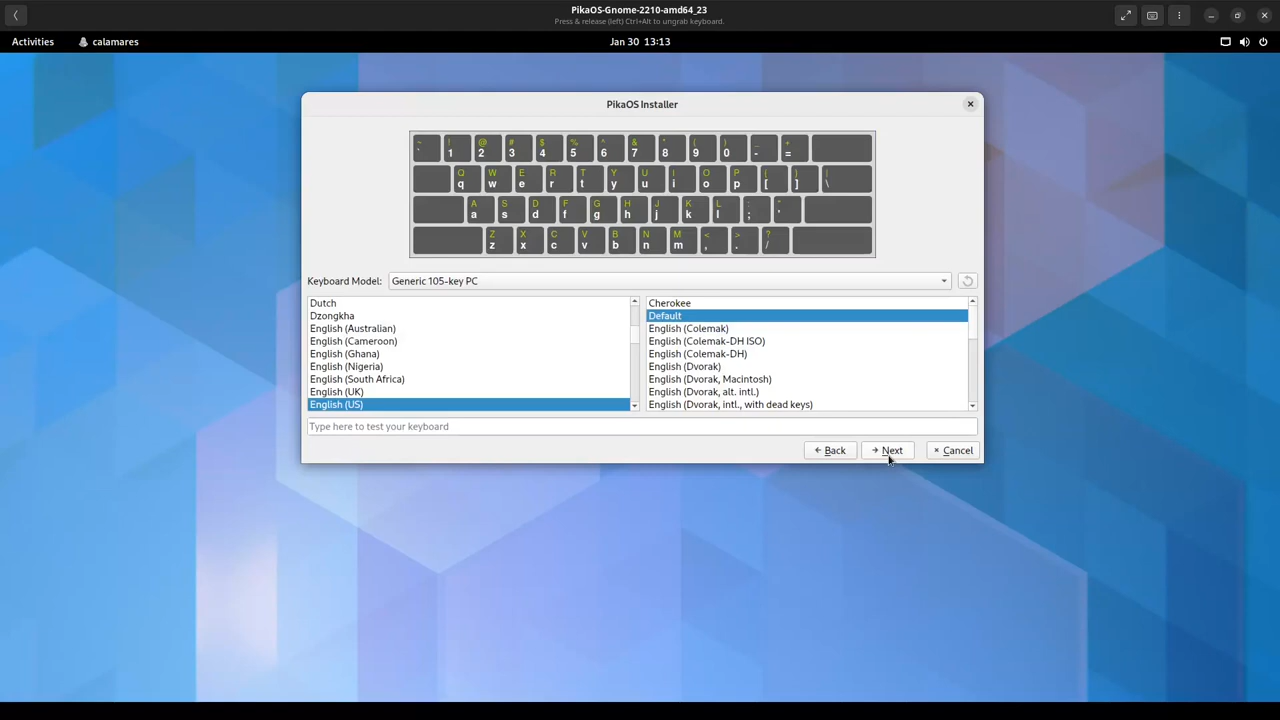 PikaOS-Gnome-2210-amd64_23
Press & release (left) Ctrl+Alt to ungrab keyboard.
Activities calamares Jan 30 13:13
PikaOS Installer
~ ! @ # $ % ^ & * ( ) _ +
` 1 2 3 4 5 6 7 8 9 0 - =
Q W E R T Y U I O P { } |
q w e r t y u i o p [ ] \
A S D F G H J K L : "
a s d f g h j k l ; '
Z X C V B N M < > ?
z x c v b n m , . /
Keyboard Model: Generic 105-key PC
Dutch
Dzongkha
English (Australian)
English (Cameroon)
English (Ghana)
English (Nigeria)
English (South Africa)
English (UK)
English (US)
Cherokee
Default
English (Colemak)
English (Colemak-DH ISO)
English (Colemak-DH)
English (Dvorak)
English (Dvorak, Macintosh)
English (Dvorak, alt. intl.)
English (Dvorak, intl., with dead keys)
Type here to test your keyboard
Back Next Cancel